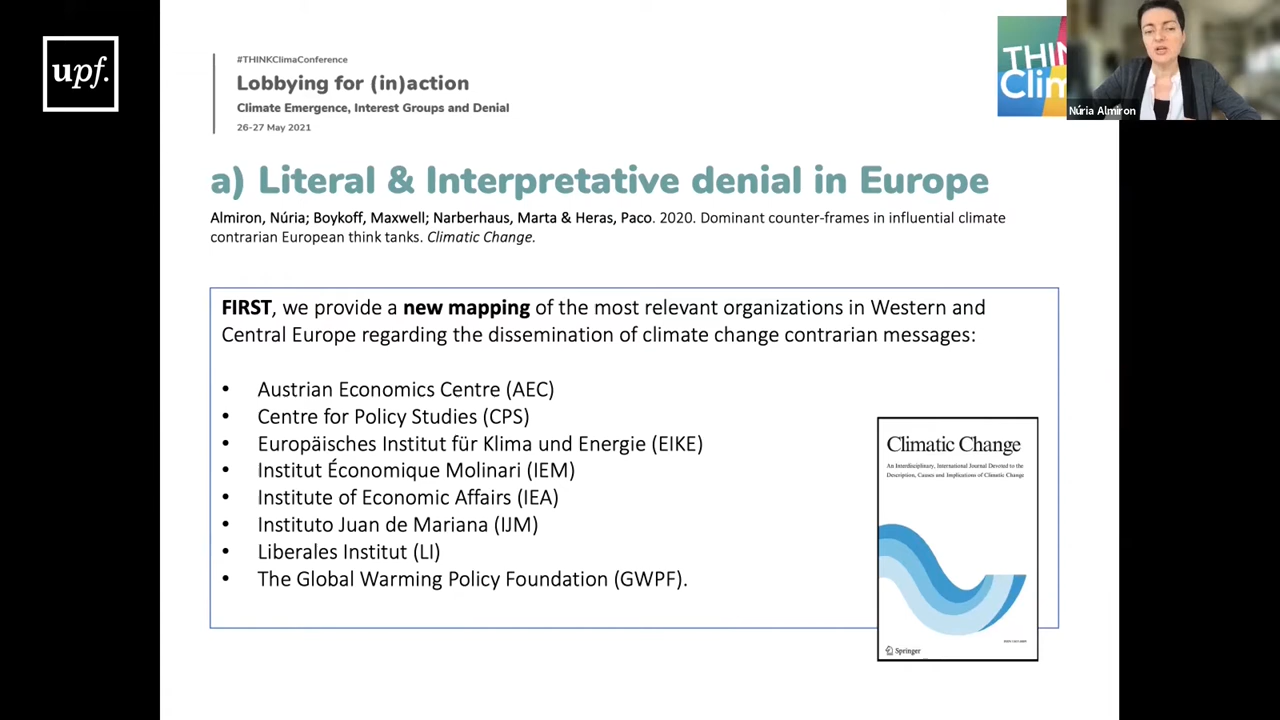 upf.
#THINKClimaConference
Lobbying for (in)action
Climate Emergence, Interest Groups and Denial
26-27 May 2021
THIN
Clim
Núria Almiron
a) Literal & Interpretative denial in Europe
Almiron, Núria; Boykoff, Maxwell; Narberhaus, Marta & Heras, Paco. 2020. Dominant counter-frames in influential climate
contrarian European think tanks. Climatic Change.
FIRST, we provide a new mapping of the most relevant organizations in Western and
Central Europe regarding the dissemination of climate change contrarian messages:
• Austrian Economics Centre (AEC)
• Centre for Policy Studies (CPS)
• Europäisches Institut für Klima und Energie (EIKE)
• Institut Économique Molinari (IEM)
• Institute of Economic Affairs (IEA)
• Instituto Juan de Mariana (IJM)
• Liberales Institut (LI)
• The Global Warming Policy Foundation (GWPF).
Climatic Change
An Interdisciplinary, International Journal Devoted to the
Description, Causes and Implications of Climatic Change
Springer